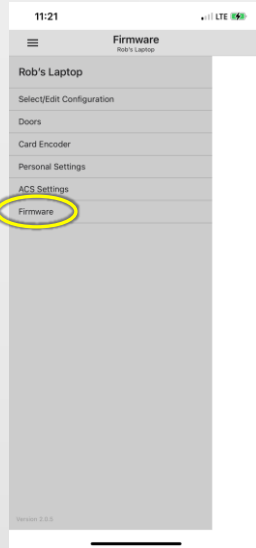 11:21 LTE
Firmware
Rob's Laptop
Rob's Laptop
Select/Edit Configuration
Doors
Card Encoder
Personal Settings
ACS Settings
Firmware